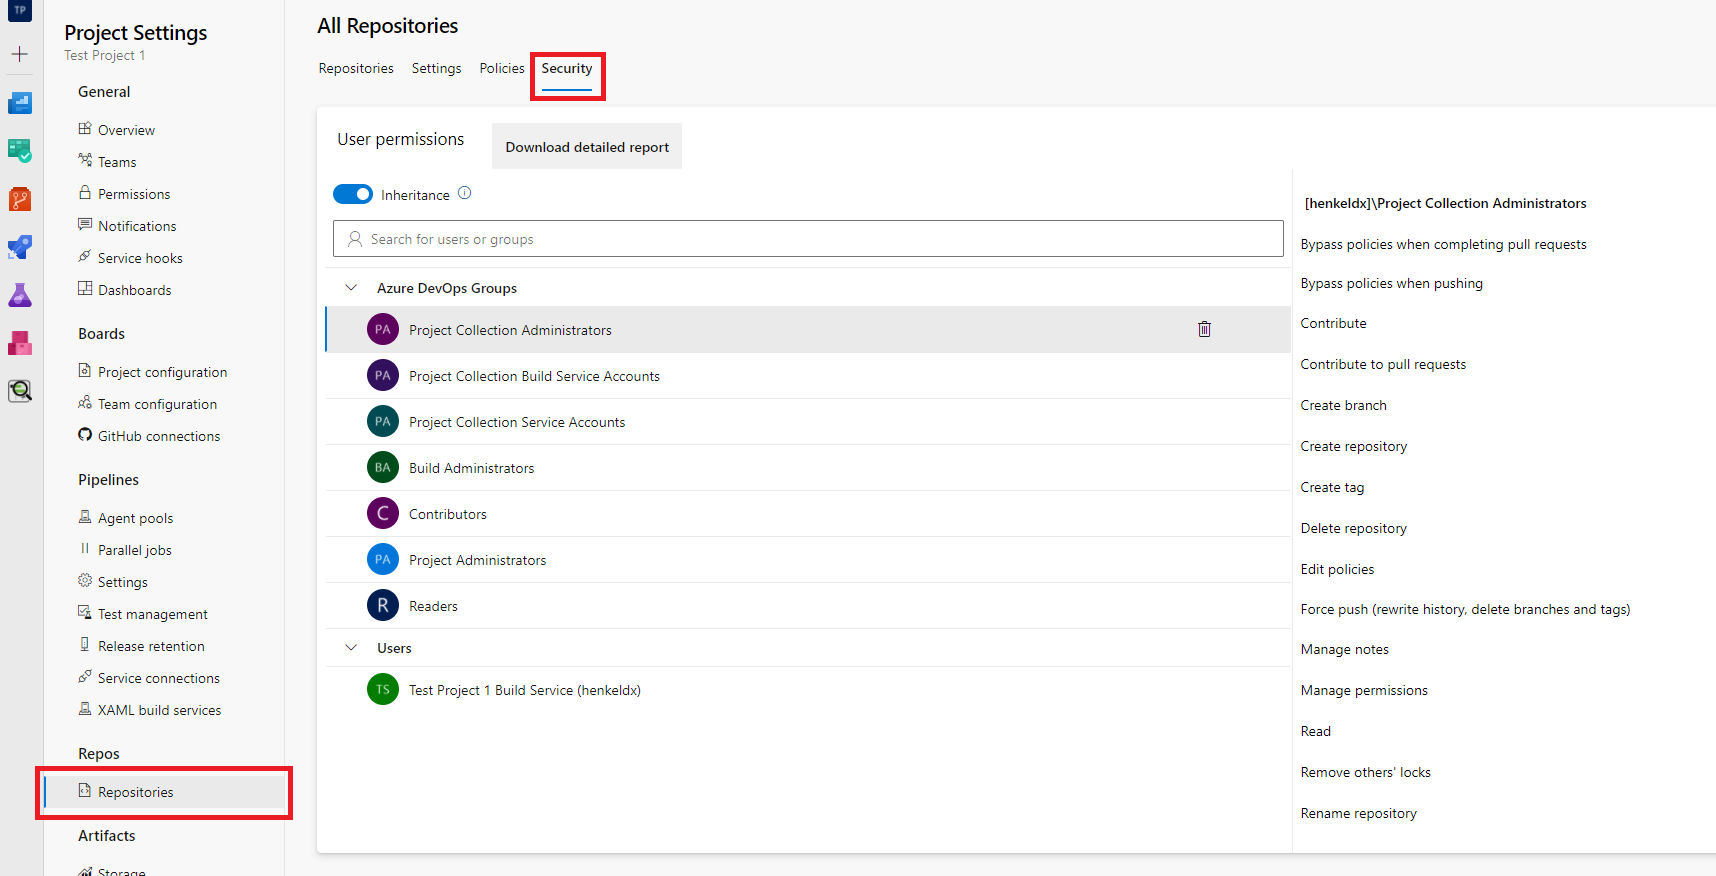 TP
Project Settings
Test Project 1
General
Overview
Teams
Permissions
Notifications
Service hooks
Dashboards
Boards
Project configuration
Team configuration
GitHub connections
Pipelines
Agent pools
Parallel jobs
Settings
Test management
Release retention
Service connections
XAML build services
Repos
Repositories
Artifacts
Storage
All Repositories
Repositories Settings Policies Security
User permissions
Download detailed report
Inheritance
Search for users or groups
Azure DevOps Groups
PA Project Collection Administrators
PA Project Collection Build Service Accounts
PA Project Collection Service Accounts
BA Build Administrators
C Contributors
PA Project Administrators
R Readers
Users
TS Test Project 1 Build Service (henkeldx)
[henkeldx]\Project Collection Administrators
Bypass policies when completing pull requests
Bypass policies when pushing
Contribute
Contribute to pull requests
Create branch
Create repository
Create tag
Delete repository
Edit policies
Force push (rewrite history, delete branches and tags)
Manage notes
Manage permissions
Read
Remove others' locks
Rename repository